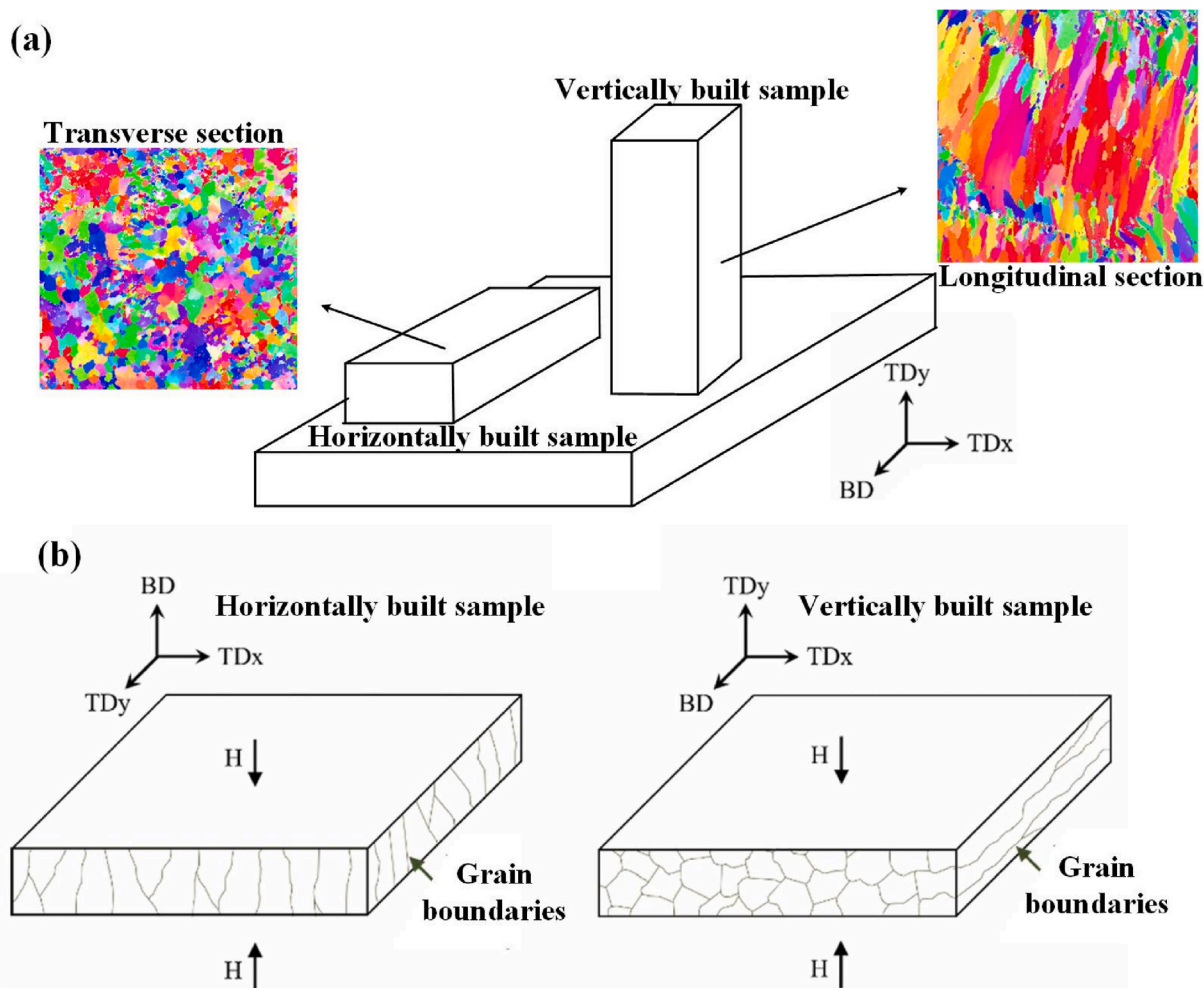 (a)
Vertically built sample
Transverse section
Longitudinal section
Horizontally built sample
TDy
TDx
BD
(b)
BD
Horizontally built sample
TDx
TDy
H
Grain
boundaries
H
TDy
Vertically built sample
TDx
BD
H
Grain
boundaries
H